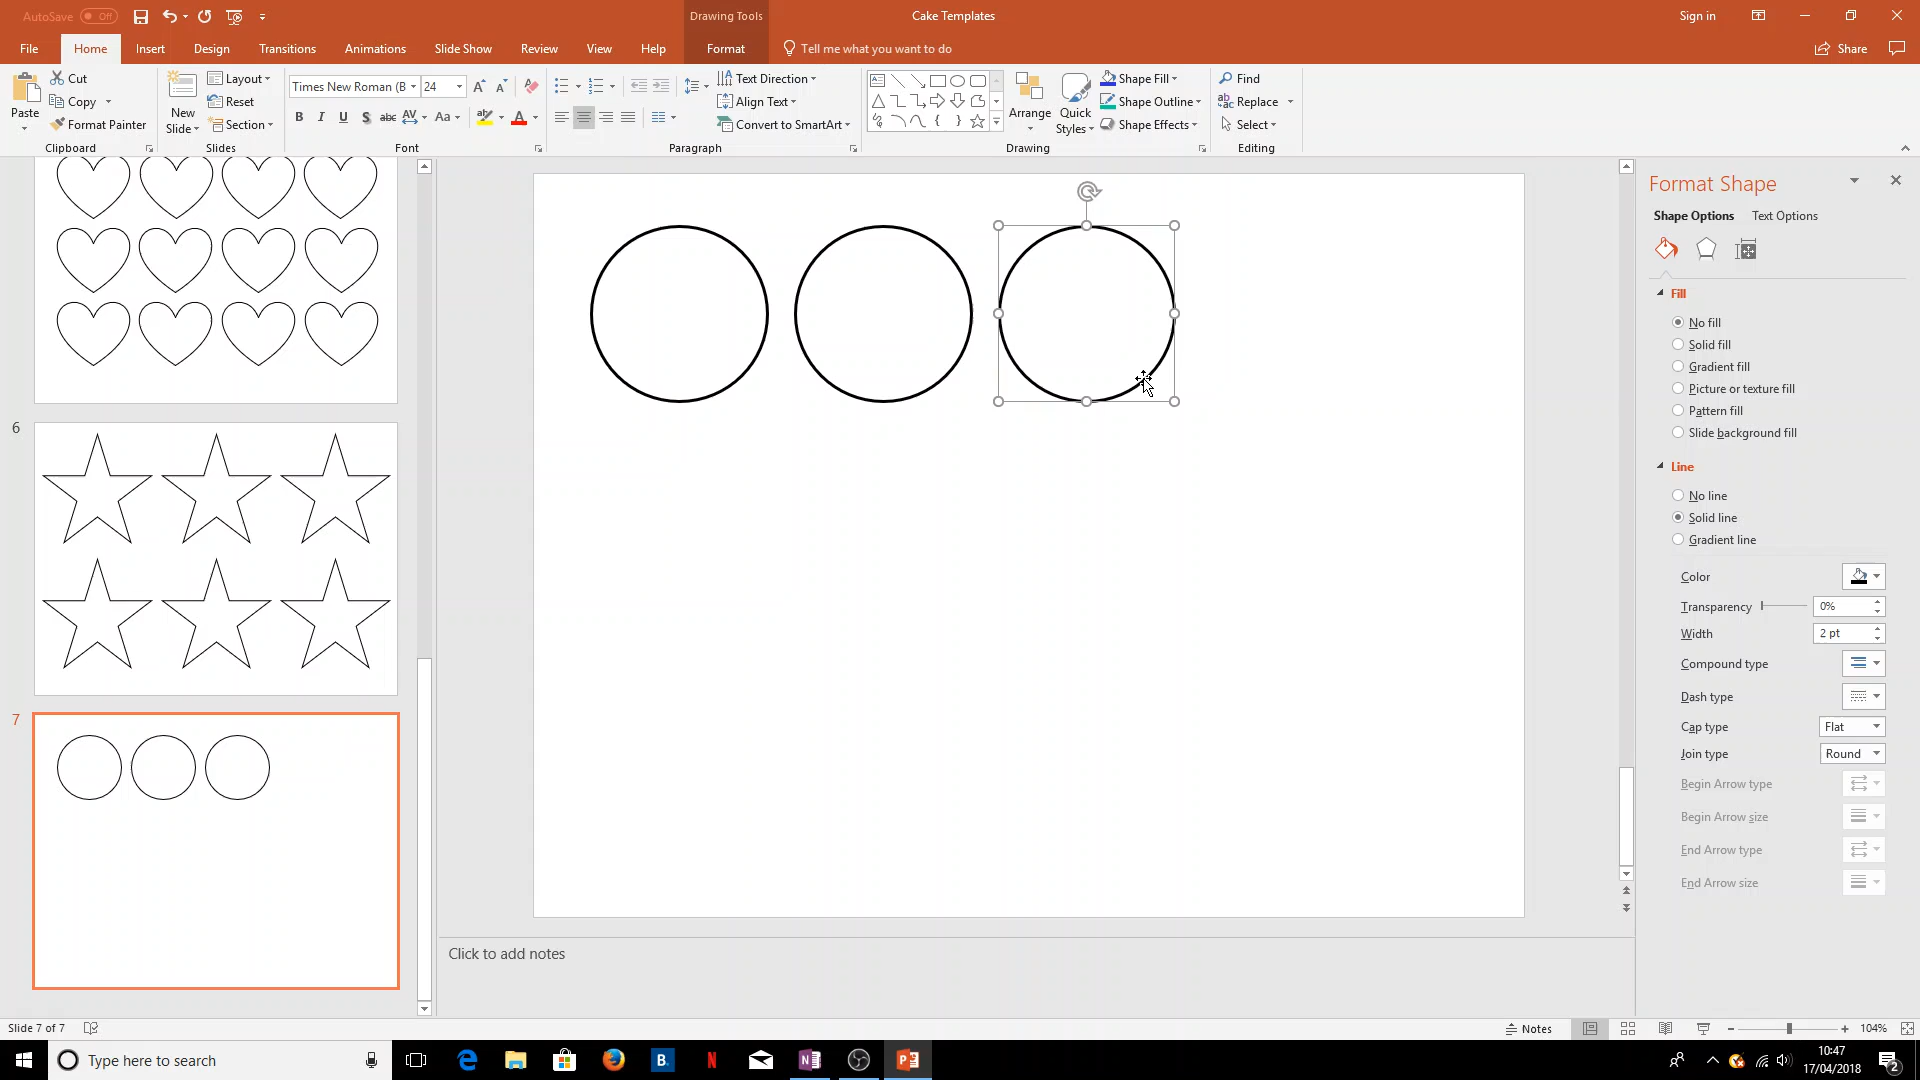 AutoSave Off
Drawing Tools
Cake Templates
Sign in
File Home Insert Design Transitions Animations Slide Show Review View Help Format Tell me what you want to do Share
Cut
Copy
Format Painter
Paste
Clipboard
New
Slide
Layout
Reset
Section
Slides
Times New Roman (B 24
B I U S abc AV Aa A
Font
Text Direction
Align Text
Convert to SmartArt
Paragraph
Arrange
Quick
Styles
Shape Fill
Shape Outline
Shape Effects
Drawing
Find
Replace
Select
Editing
6
7
Click to add notes
Format Shape
Shape Options Text Options
Fill
No fill
Solid fill
Gradient fill
Picture or texture fill
Pattern fill
Slide background fill
Line
No line
Solid line
Gradient line
Color
Transparency 0%
Width 2 pt
Compound type
Dash type
Cap type Flat
Join type Round
Begin Arrow type
Begin Arrow size
End Arrow type
End Arrow size
Slide 7 of 7
Notes
104%
Type here to search
10:47
17/04/2018
2